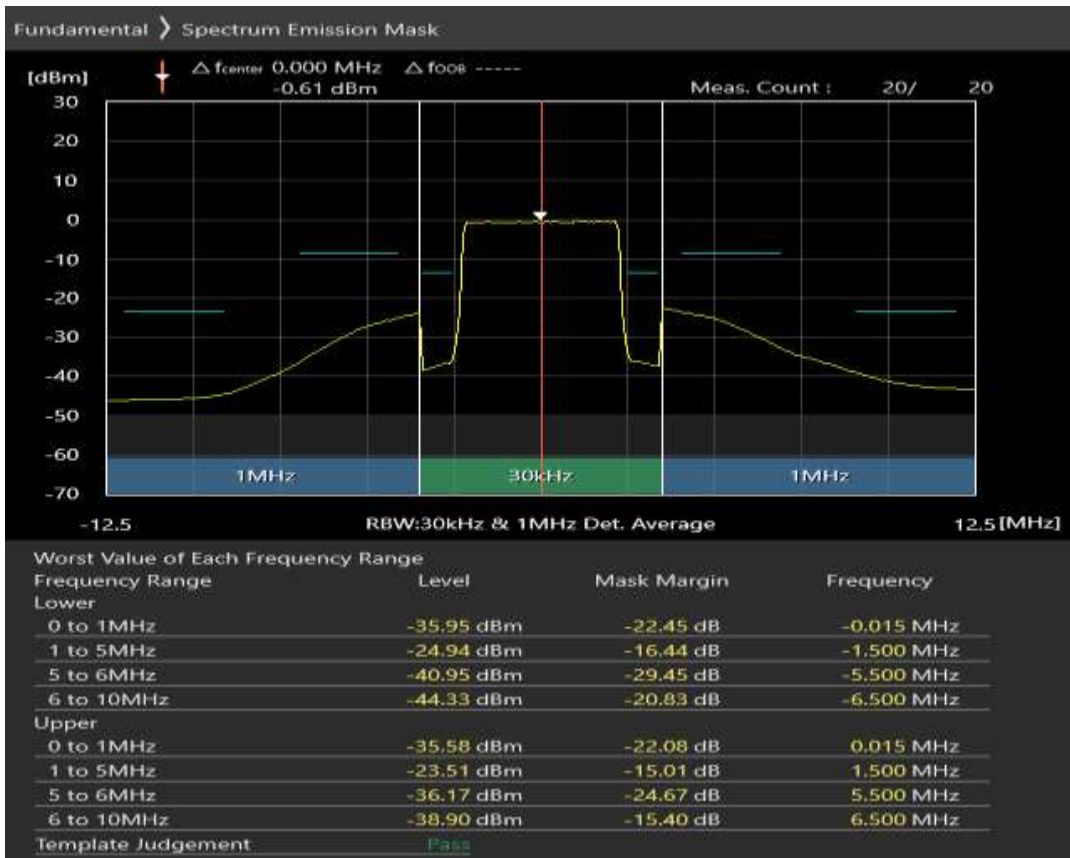 Fundamental ❯ Spectrum Emission Mask
[dBm] △ fcenter 0.000 MHz △ fOOB -----
-0.61 dBm Meas. Count : 20/ 20
30
20
10
0
-10
-20
-30
-40
-50
-60
-70
1MHz 30kHz 1MHz
-12.5 RBW:30kHz & 1MHz Det. Average 12.5 [MHz]
Worst Value of Each Frequency Range
Frequency Range Level Mask Margin Frequency
Lower
0 to 1MHz -35.95 dBm -22.45 dB -0.015 MHz
1 to 5MHz -24.94 dBm -16.44 dB -1.500 MHz
5 to 6MHz -40.95 dBm -29.45 dB -5.500 MHz
6 to 10MHz -44.33 dBm -20.83 dB -6.500 MHz
Upper
0 to 1MHz -35.58 dBm -22.08 dB 0.015 MHz
1 to 5MHz -23.51 dBm -15.01 dB 1.500 MHz
5 to 6MHz -36.17 dBm -24.67 dB 5.500 MHz
6 to 10MHz -38.90 dBm -15.40 dB 6.500 MHz
Template Judgement Pass